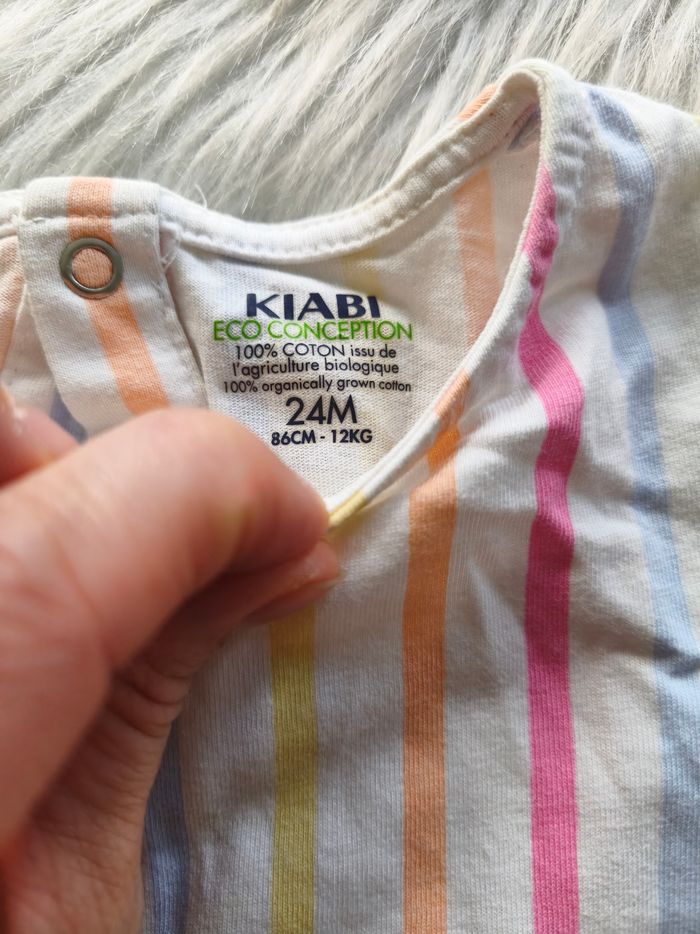 KIABI
ECO CONCEPTION
100% COTON issu de
l'agriculture biologique
100% organically grown cotton
24M
86CM - 12KG